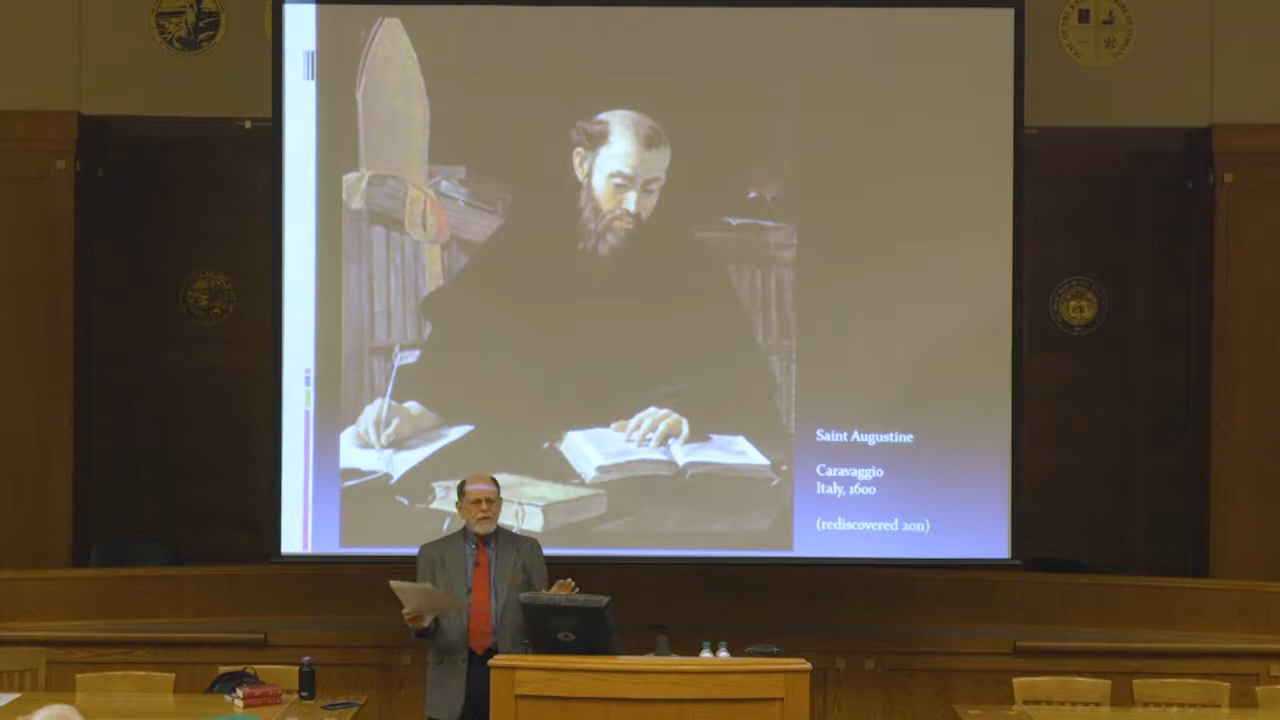 Saint Augustine
Caravaggio
Italy, 1600
(rediscovered 2011)